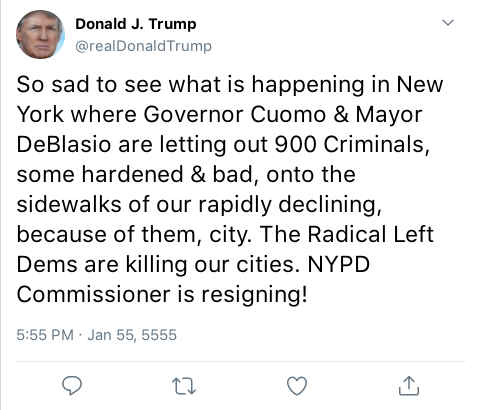 Donald J. Trump
@realDonaldTrump
So sad to see what is happening in New
York where Governor Cuomo & Mayor
DeBlasio are letting out 900 Criminals,
some hardened & bad, onto the
sidewalks of our rapidly declining,
because of them, city. The Radical Left
Dems are killing our cities. NYPD
Commissioner is resigning!
5:55 PM · Jan 55, 5555